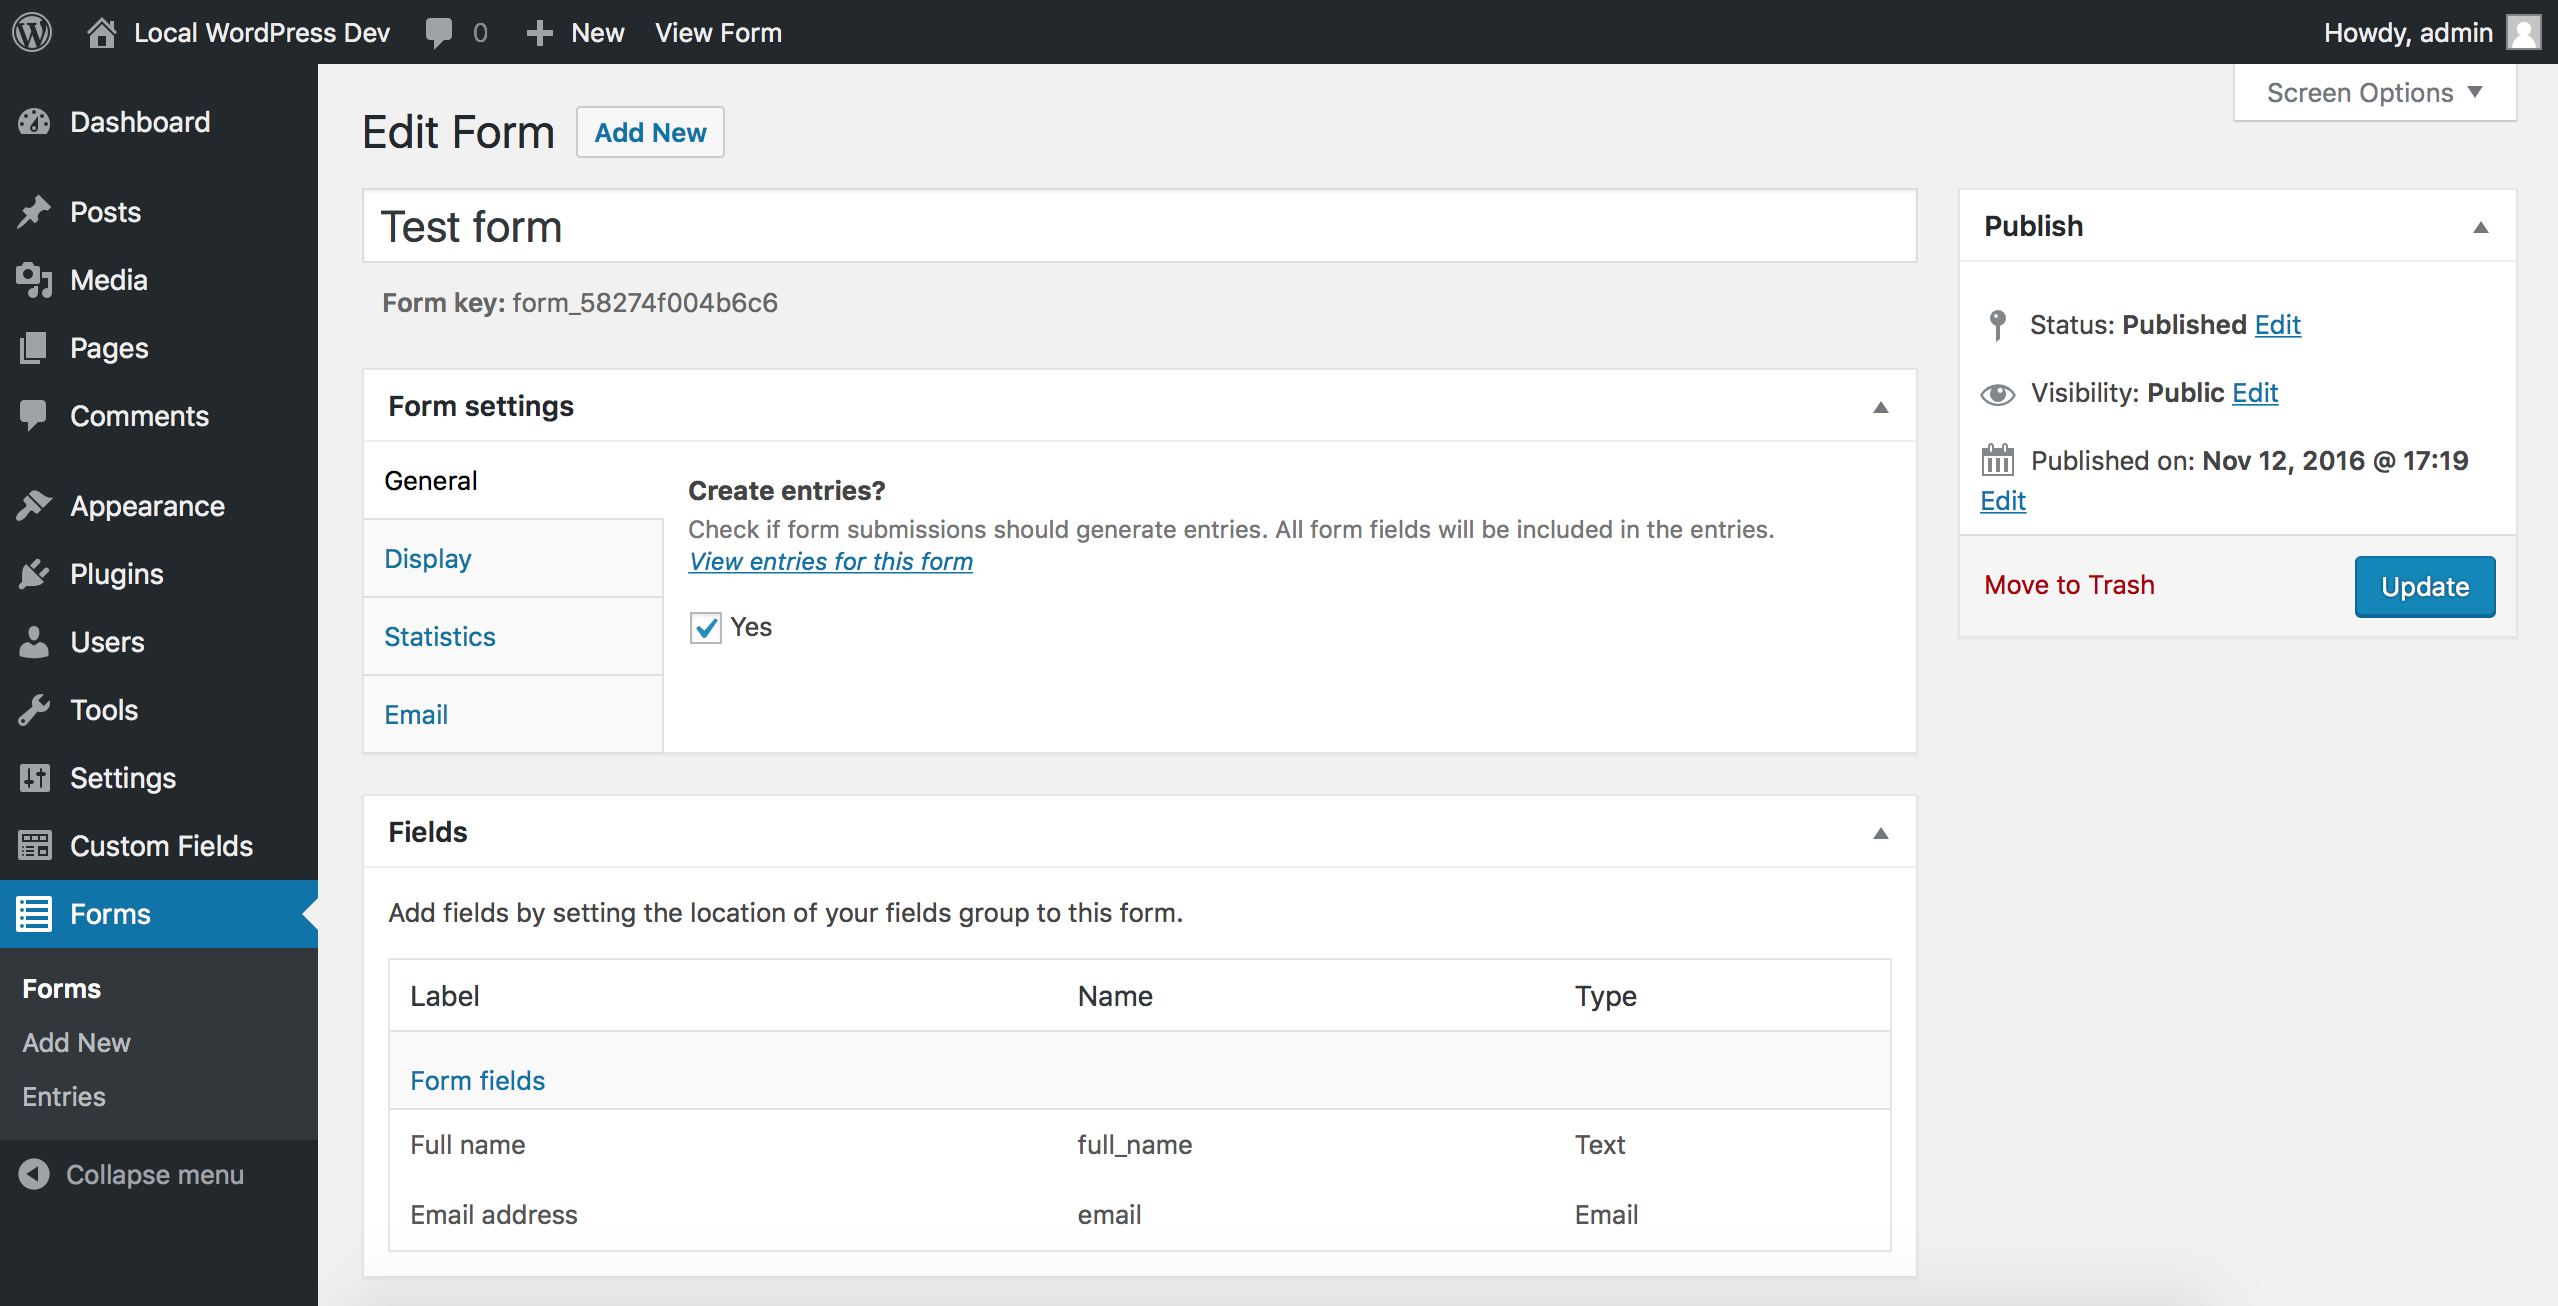 Local WordPress Dev 0 New View Form Howdy, admin
Screen Options
Dashboard
Posts
Media
Pages
Comments
Appearance
Plugins
Users
Tools
Settings
Custom Fields
Forms
Forms
Add New
Entries
Collapse menu
Edit Form Add New
Test form
Form key: form_58274f004b6c6
Form settings
General
Display
Statistics
Email
Create entries?
Check if form submissions should generate entries. All form fields will be included in the entries.
View entries for this form
Yes
Fields
Add fields by setting the location of your fields group to this form.
Label Name Type
Form fields
Full name full_name Text
Email address email Email
Publish
Status: Published Edit
Visibility: Public Edit
Published on: Nov 12, 2016 @ 17:19
Edit
Move to Trash Update